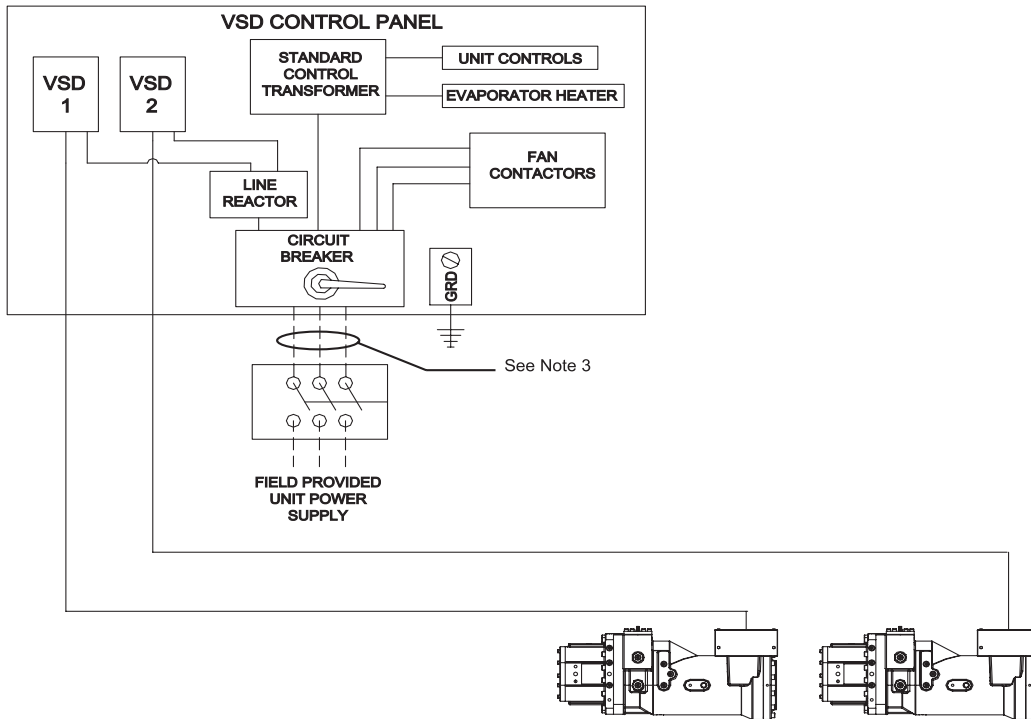 VSD CONTROL PANEL
VSD
1
VSD
2
STANDARD
CONTROL
TRANSFORMER
UNIT CONTROLS
EVAPORATOR HEATER
FAN
CONTACTORS
LINE
REACTOR
CIRCUIT
BREAKER
GRD
See Note 3
FIELD PROVIDED
UNIT POWER
SUPPLY